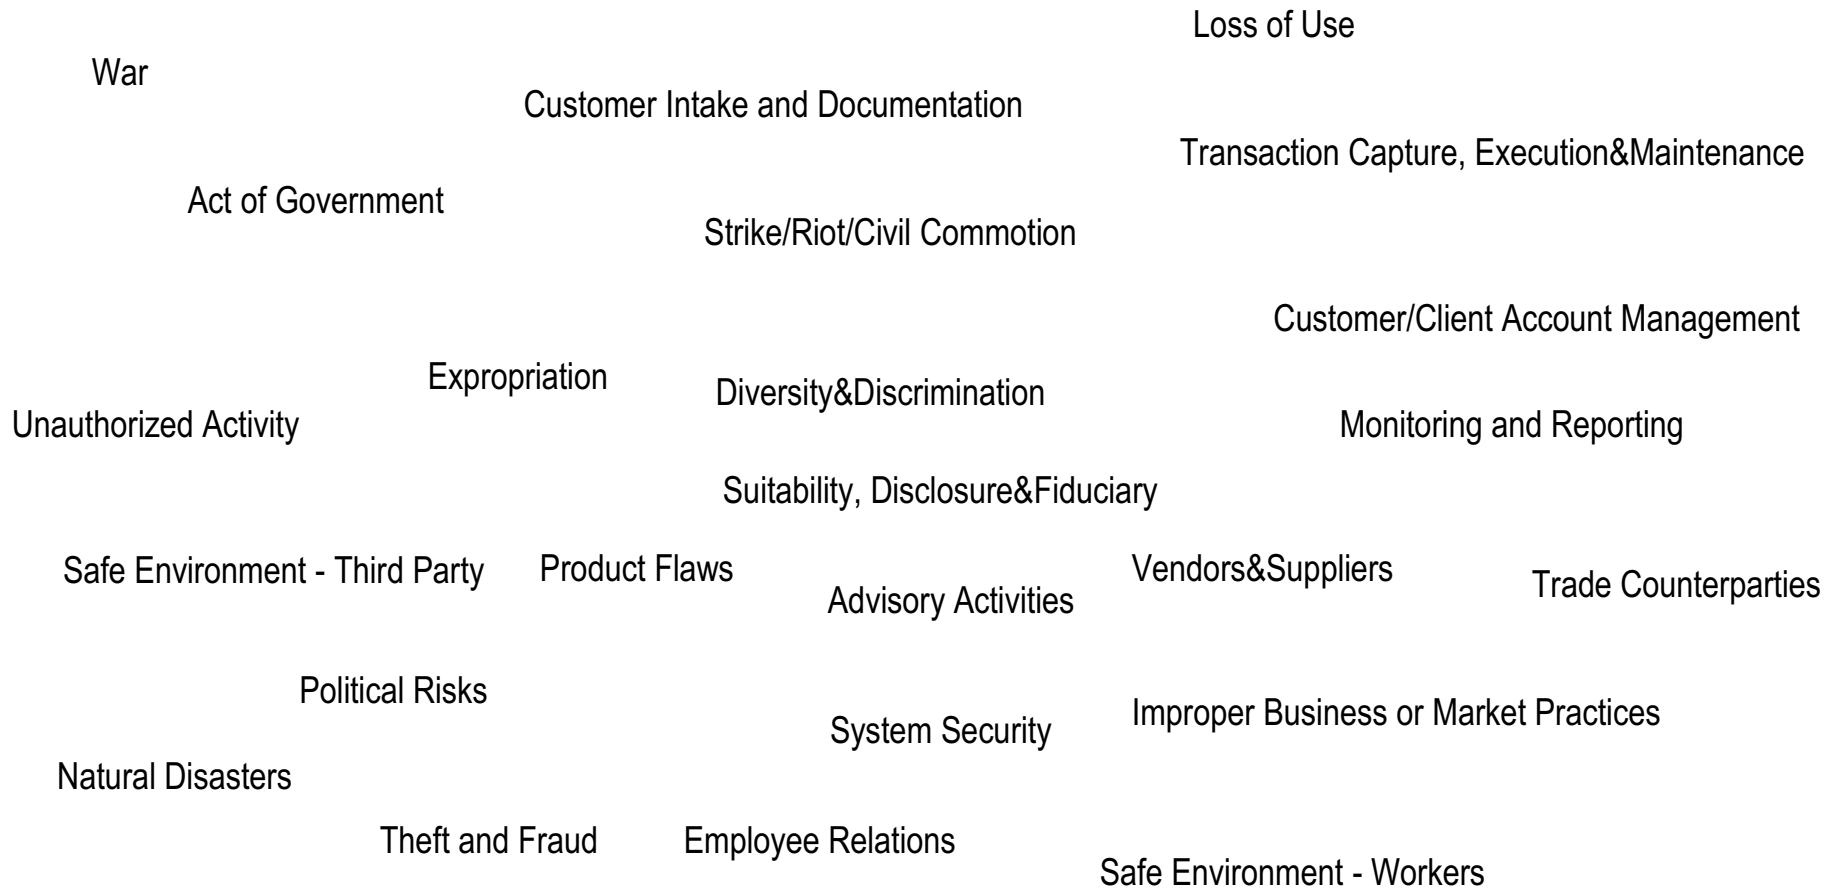 Loss of Use
War
Customer Intake and Documentation
Transaction Capture, Execution&Maintenance
Act of Government
Strike/Riot/Civil Commotion
Customer/Client Account Management
Expropriation
Diversity&Discrimination
Unauthorized Activity
Monitoring and Reporting
Suitability, Disclosure&Fiduciary
Safe Environment - Third Party
Product Flaws
Vendors&Suppliers
Trade Counterparties
Advisory Activities
Political Risks
Improper Business or Market Practices
System Security
Natural Disasters
Theft and Fraud
Employee Relations
Safe Environment - Workers